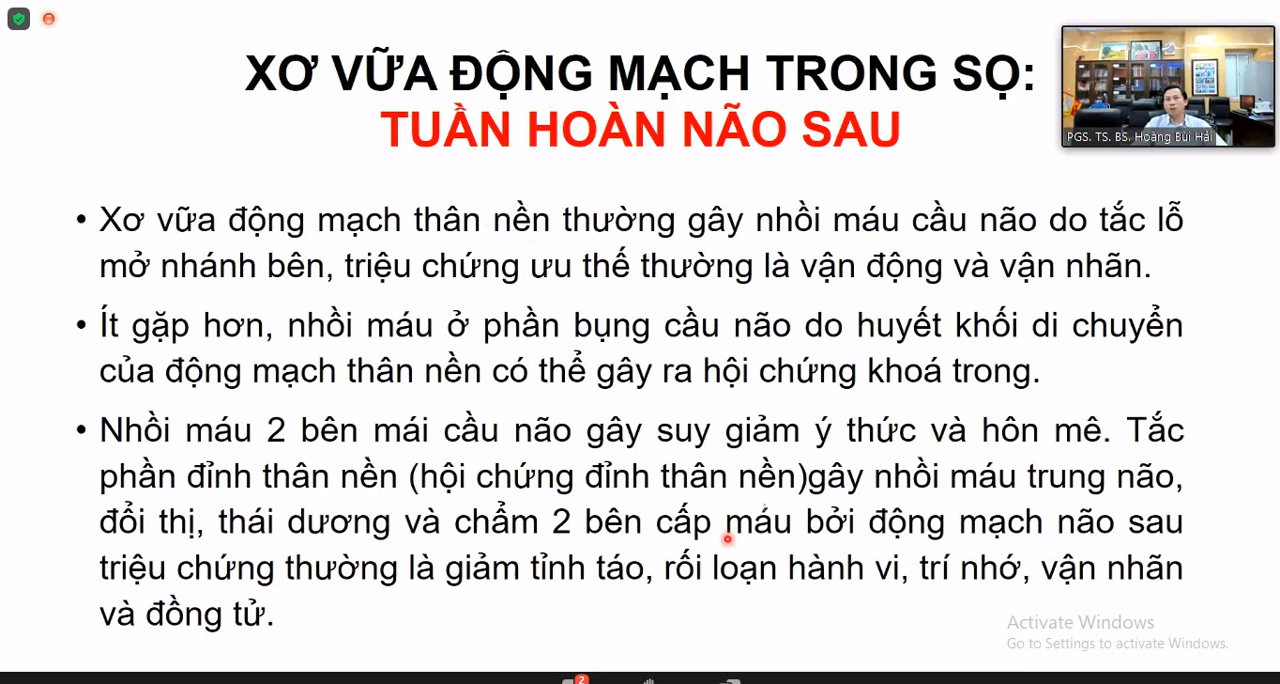 XƠ VỮA ĐỘNG MẠCH TRONG SỌ:
TUẦN HOÀN NÃO SAU
PGS. TS. BS. Hoàng Bùi Hải
• Xơ vữa động mạch thân nền thường gây nhồi máu cầu não do tắc lỗ
mở nhánh bên, triệu chứng ưu thế thường là vận động và vận nhãn.
• Ít gặp hơn, nhồi máu ở phần bụng cầu não do huyết khối di chuyển
của động mạch thân nền có thể gây ra hội chứng khoá trong.
• Nhồi máu 2 bên mái cầu não gây suy giảm ý thức và hôn mê. Tắc
phần đỉnh thân nền (hội chứng đỉnh thân nền)gây nhồi máu trung não,
đổi thị, thái dương và chẩm 2 bên cấp máu bởi động mạch não sau
triệu chứng thường là giảm tỉnh táo, rối loạn hành vi, trí nhớ, vận nhãn
và đồng tử.
Activate Windows
Go to Settings to activate Windows.
2